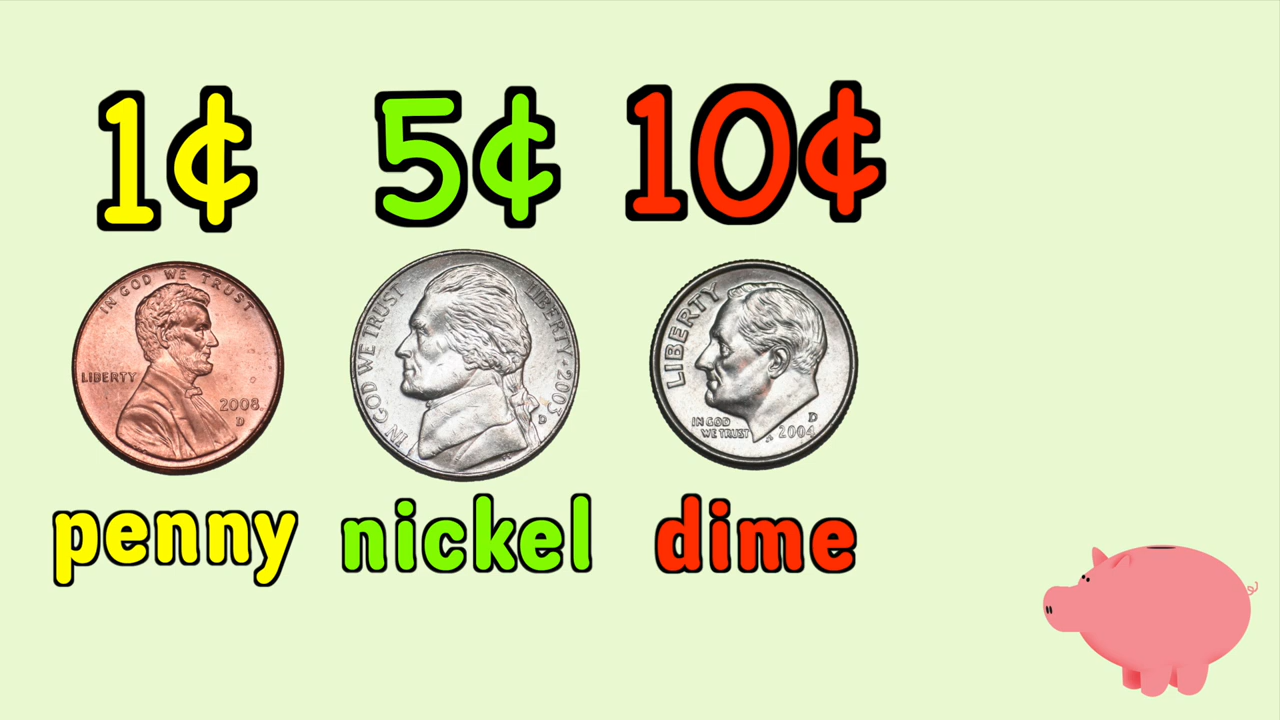 1¢ 5¢ 10¢
IN GOD WE TRUST
LIBERTY
2008
D
IN GOD WE TRUST
LIBERTY 2003
D
LIBERTY
IN GOD
WE TRUST
D
2004
penny nickel dime